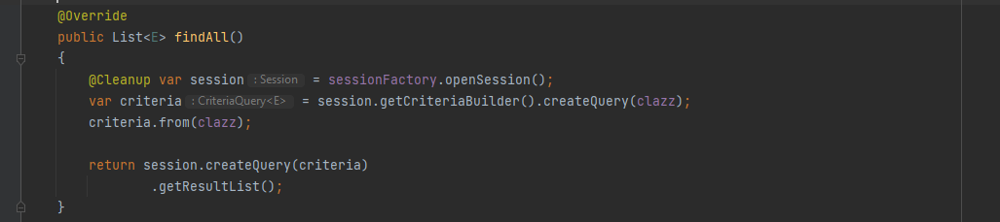 @Override
public List<E> findAll()
{
@Cleanup var session : Session = sessionFactory.openSession();
var criteria : CriteriaQuery<E> = session.getCriteriaBuilder().createQuery(clazz);
criteria.from(clazz);
return session.createQuery(criteria)
.getResultList();
}